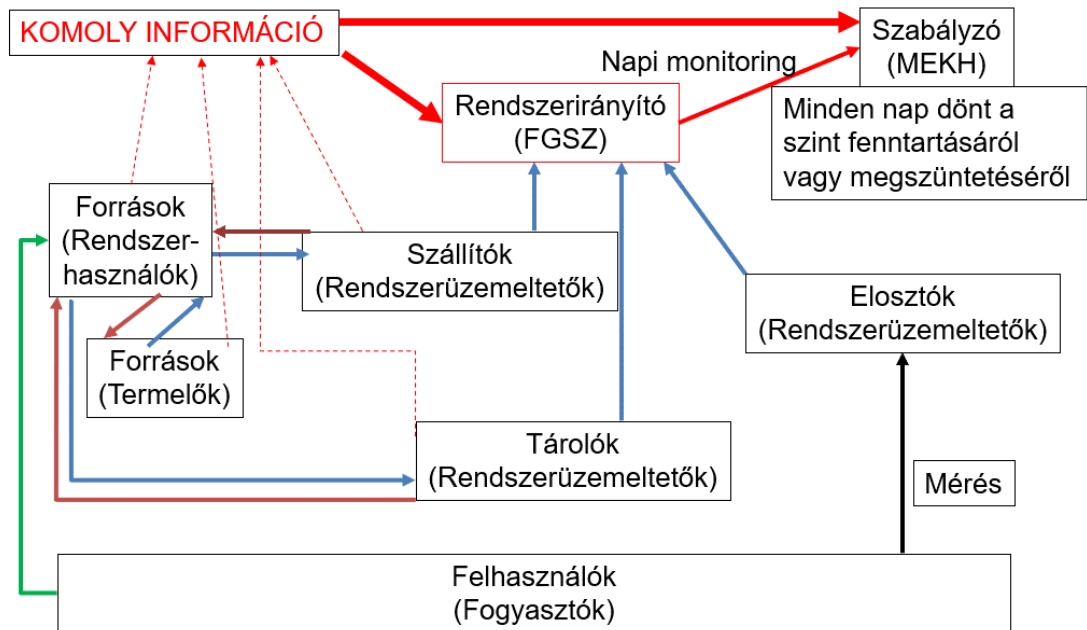 KOMOLY INFORMÁCIÓ
Szabályzó
(MEKH)
Napi monitoring
Rendszerirányító
(FGSZ)
Minden nap dönt a
szint fenntartásáról
vagy megszüntetéséről
Források
(Rendszer-
használók)
Szállítók
(Rendszerüzemeltetők)
Elosztók
(Rendszerüzemeltetők)
Források
(Termelők)
Tárolók
(Rendszerüzemeltetők)
Mérés
Felhasználók
(Fogyasztók)